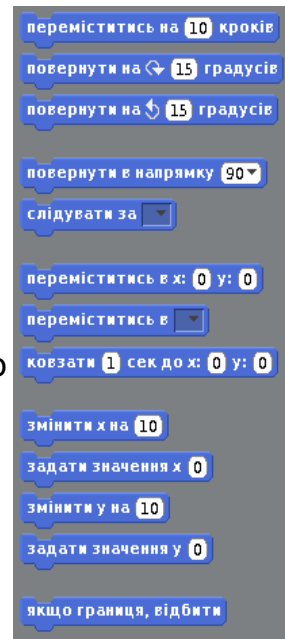 переміститись на 10 кроків
повернути на 15 градусів
повернути на 15 градусів
повернути в напрямку 90
слідувати за
переміститись в x: 0 y: 0
переміститись в
ковзати 1 сек до x: 0 y: 0
змінити x на 10
задати значення x 0
змінити y на 10
задати значення y 0
якщо границя, відбити